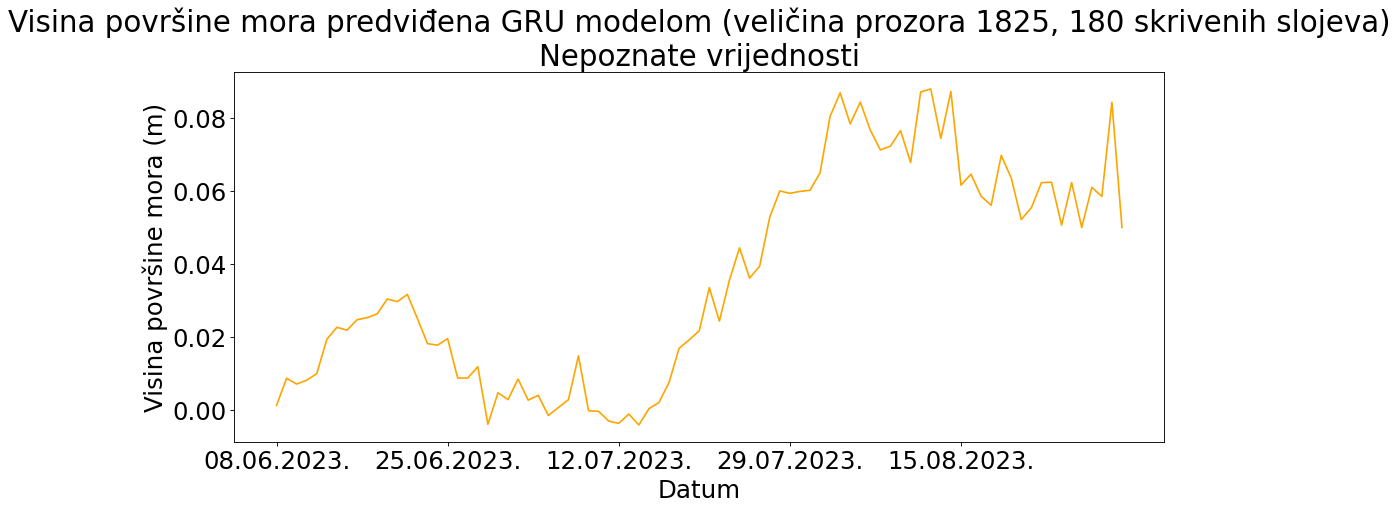 Visina površine mora predviđena GRU modelom (veličina prozora 1825, 180 skrivenih slojeva)
Nepoznate vrijednosti
Visina površine mora (m)
0.08
0.06
0.04
0.02
0.00
08.06.2023.
25.06.2023.
12.07.2023.
29.07.2023.
15.08.2023.
Datum